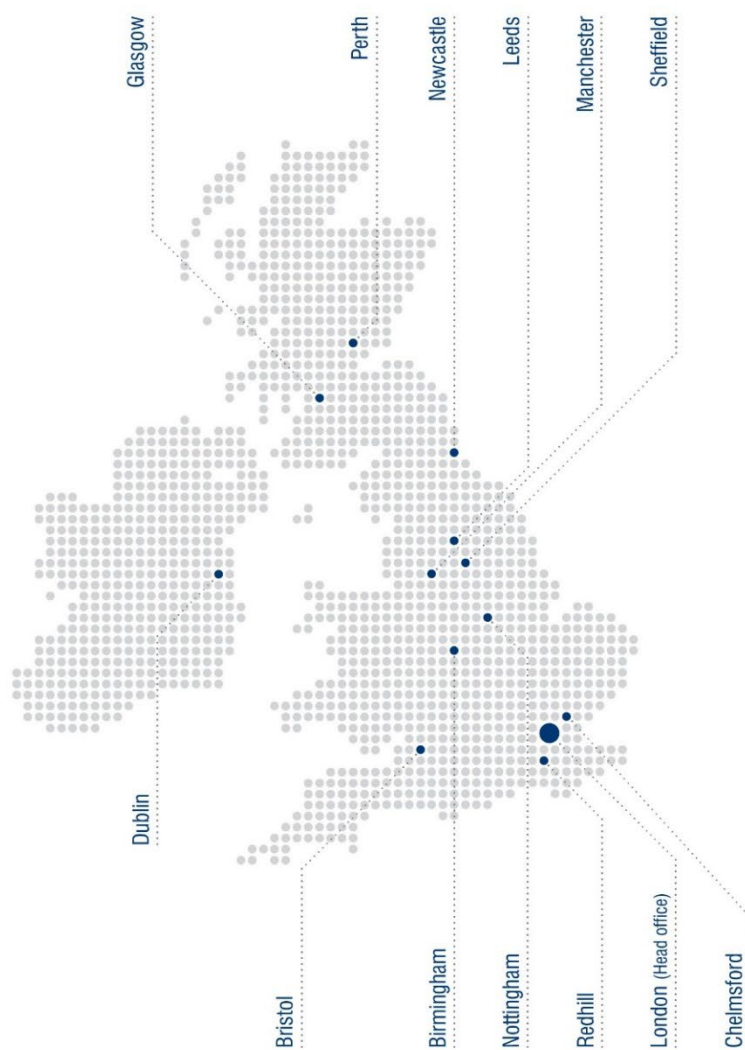 Glasgow
Perth
Newcastle
Leeds
Manchester
Sheffield
Dublin
Bristol
Birmingham
Nottingham
Redhill
London (Head office)
Chelmsford